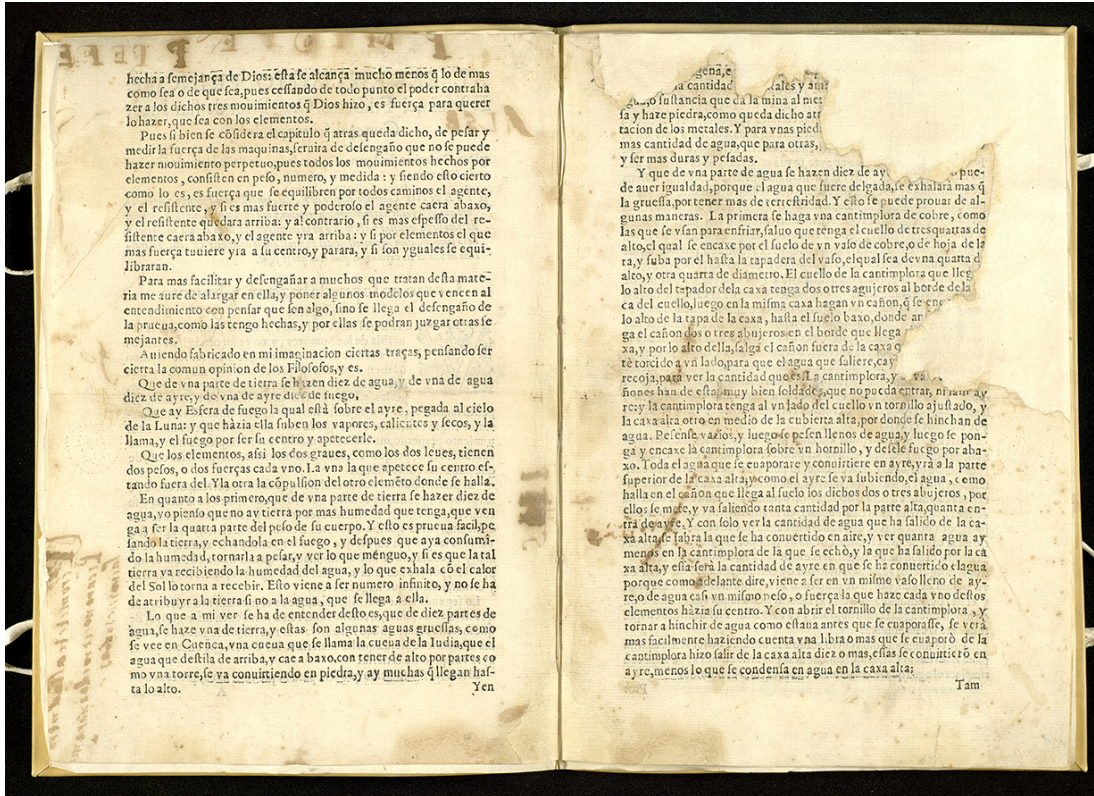 hecha a semejança de Dios: esta se alcança mucho menos q̃ lo de mas
como sea o de que sea, pues cessando de todo punto el poder contraha
zer a los dichos tres mouimientos q̃ Dios hizo, es fuerça para querer
lo hazer, que sea con los elementos.
Pues si bien se cõsidera el capitulo q̃ atras queda dicho, de pesar y
medir la fuerça de las maquinas, seruira de desengaño que no se puede
hazer mouimiento perpetuo, pues todos los mouimientos hechos por
elementos, consisten en peso, numero, y medida: y siendo esto cierto
como lo es, es fuerça que se equilibren por todos caminos el agente,
y el resistente, y si es mas fuerte y poderoso el agente caera abaxo,
y el resistente quedara arriba: y al contrario, si es mas espesso del re-
sistente caera abaxo, y el agente yra arriba: y si por elementos el que
mas fuerça tuuiere yra a su centro, y parara, y si son yguales se equi-
libraran.
Para mas facilitar y desengañar a muchos que tratan desta mate-
ria me aure de alargar en ella, y poner algunos modelos que vencen al
entendimiento con pensar que son algo, sino se llega el desengaño de
la prueua, como las tengo hechas, y por ellas se podran juzgar otras se
mejantes.
Auiendo fabricado en mi imaginacion ciertas traças, pensando ser
cierta la comun opinion de los Filosofos, y es.
Que de vna parte de tierra se hazen diez de agua, y de vna de agua
diez de ayre, y de vna de ayre diez de fuego,
Que ay Esfera de fuego la qual està sobre el ayre, pegada al cielo
de la Luna: y que hàzia ella suben los vapores, calientes y secos, y la
llama, y el fuego por ser su centro y apetecerle.
Que los elementos, assi los dos graues, como los dos leues, tienen
dos pesos, o dos fuerças cada vno. La vna la que apetece su centro es-
tando fuera del. Y la otra la cõpulsion del otro elemẽto donde se halla.
En quanto a los primero, que de vna parte de tierra se hazer diez de
agua, yo pienso que no ay tierra por mas humedad que tenga, que ven
ga a ser la quarta parte del peso de su cuerpo. Y esto es prueua facil, pe
sando la tierra, y echandola en el fuego, y despues que aya consumi-
do la humedad, tornarla a pesar, y ver lo que mẽguo, y si es que la tal
tierra va recibiendo la humedad del agua, y lo que exhala cõ el calor
del Sol lo torna a recebir. Esto viene a ser numero infinito, y no se ha
de atribuyr a la tierra si no a la agua, que se llega a ella.
Lo que a mi ver se ha de entender desto es, que de diez partes de
agua, se haze vna de tierra, y estas son algunas aguas gruessas, como
se vee en Cuenca, vna cueua que se llama la cueua de la Iudia, que el
agua que destila de arriba, y cae a baxo, con tener de alto por partes co
mo vna torre, se va conuirtiendo en piedra, y ay muchas q̃ llegan has-
ta lo alto.
Yen
cantidad
sustancia que da la mina al
sa y haze piedra, como queda dicho
tacion de los metales. Y para vnas
mas cantidad de agua, que para otras,
y ser mas duras y pesadas.
Y que de vna parte de agua se hazen diez de pue-
de auer igualdad, porque el agua que fuere delgada, se exhalarà mas q̃
la gruessa, por tener mas de terrestridad. Y esto se puede prouar de al-
gunas maneras. La primera se haga vna cantimplora de cobre, como
las que se vsan para enfriar, saluo que tenga el cuello de tres quartas de
alto, el qual se encaxe por el suelo de vn vaso de cobre, o de hoja de la
ta, y suba por el hasta la tapadera del vaso, el qual sea de vna quarta d
alto, y otra quarta de diametro. El cuello de la cantimplora que
lo alto del tapador de la caxa tenga dos o tres agujeros al borde de la
ca del cuello, luego en la misma caxa hagan vn cañon, q̃ se
lo alto de la tapa de la caxa, hasta el suelo baxo, donde
ga el cañon dos o tres abujeros en el borde que llega
xa, y por lo alto della, salga el cañon fuera de la caxa
tè torcido a vn lado, para que el agua que saliere,
recoja, para ver la cantidad que es. La cantimplora, y
ñones han de estar muy bien soldados, que no pueda entrar, ni salir ay
re: y la cantimplora tenga al vn lado del cuello vn tornillo ajustado, y
la caxa alta otro en medio de la cubierta alta, por donde se hinchan de
agua. Pesense vazios, y luego se pesen llenos de agua, y luego se pon-
ga y encaxe la cantimplora sobre vn hornillo, y desele fuego por aba-
xo. Toda el agua que se euaporare y conuirtiere en ayre, yrà a la parte
superior de la caxa alta, y como el ayre se va subiendo, el agua, como
halla en el cañon que llega al suelo los dichos dos o tres abujeros, por
ellos se mete, y va saliendo tanta cantidad por la parte alta, quanta en-
tra de ayre. Y con solo ver la cantidad de agua que ha salido de la ca-
xa alta, se sabra la que se ha conuertido en aire, y ver quanta agua ay
menos en la cantimplora de la que se echò, y la que ha salido por la ca
xa alta, y essa serà la cantidad de ayre en que se ha conuertido el agua
porque como adelante dire, viene a ser en vn mismo vaso lleno de ay-
re, o de agua casi vn mismo peso, o fuerça la que haze cada vno destos
elementos hàzia su centro. Y con abrir el tornillo de la cantimplora, y
tornar a hinchir de agua como estaua antes que se euaporasse, se verà
mas facilmente haziendo cuenta vna libra o mas que se euaporò de la
cantimplora hizo salir de la caxa alta diez o mas, essas se conuirtierõ en
ayre, menos lo que se condensa en agua en la caxa alta;
Tam